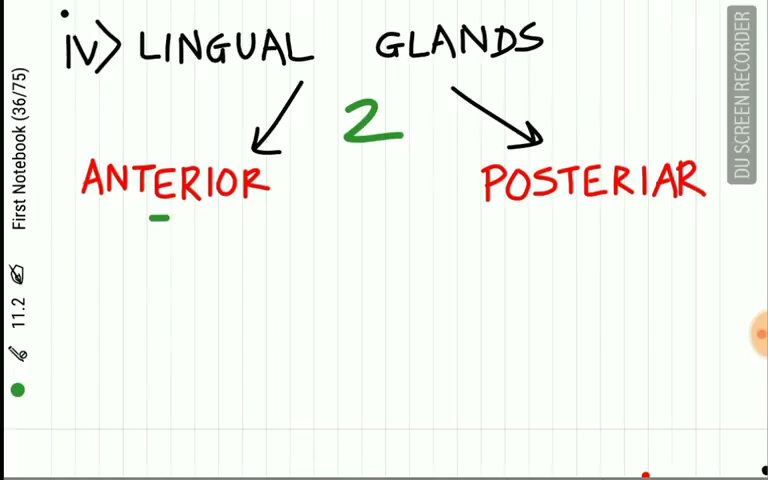 iv) LINGUAL GLANDS
2
ANTERIOR POSTERIAR
First Notebook (36/75)
11.2
DU SCREEN RECORDER